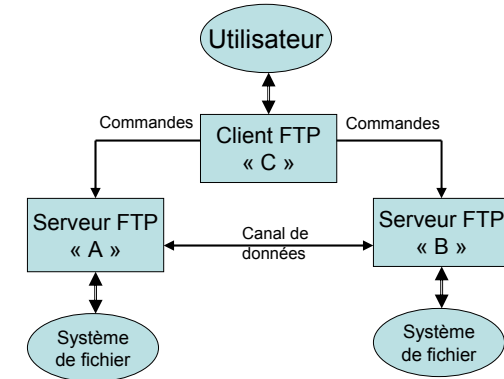 Utilisateur
Commandes
Client FTP
« C »
Commandes
Serveur FTP
« A »
Canal de
données
Serveur FTP
« B »
Système
de fichier
Système
de fichier